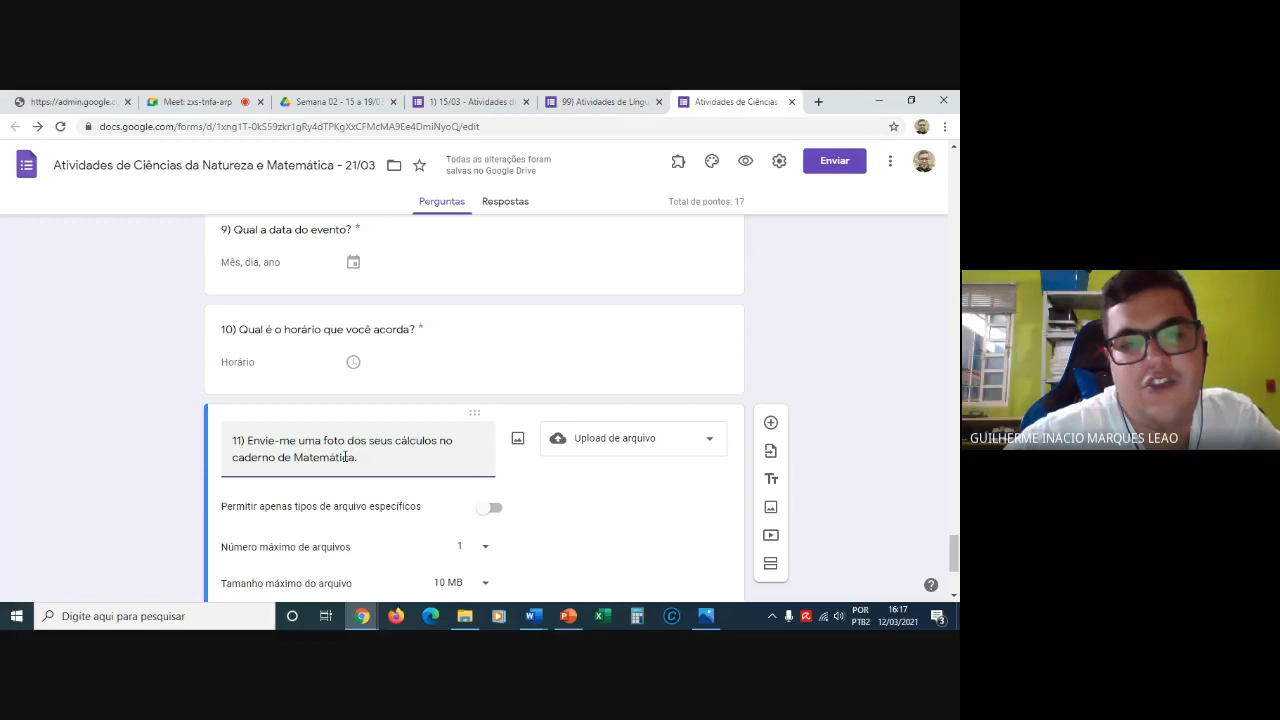 https://admin.google.c
Meet: zxs-tnfa-arp
Semana 02 - 15 a 19/03
1) 15/03 - Atividades d
99) Atividades de Língu
Atividades de Ciências
docs.google.com/forms/d/1xng1T-0kS59zkr1gRy4dTPKgXxCFMcMA9Ee4DmiNyoQ/edit
Atividades de Ciências da Natureza e Matemática - 21/03
Todas as alterações foram
salvas no Google Drive
Enviar
Perguntas
Respostas
Total de pontos: 17
9) Qual a data do evento? *
Mês, dia, ano
10) Qual é o horário que você acorda? *
Horário
11) Envie-me uma foto dos seus cálculos no
caderno de Matemática.
Upload de arquivo
Permitir apenas tipos de arquivo específicos
Número máximo de arquivos
1
Tamanho máximo do arquivo
10 MB
Digite aqui para pesquisar
POR
PTB2
16:17
12/03/2021
3
GUILHERME INACIO MARQUES LEAO